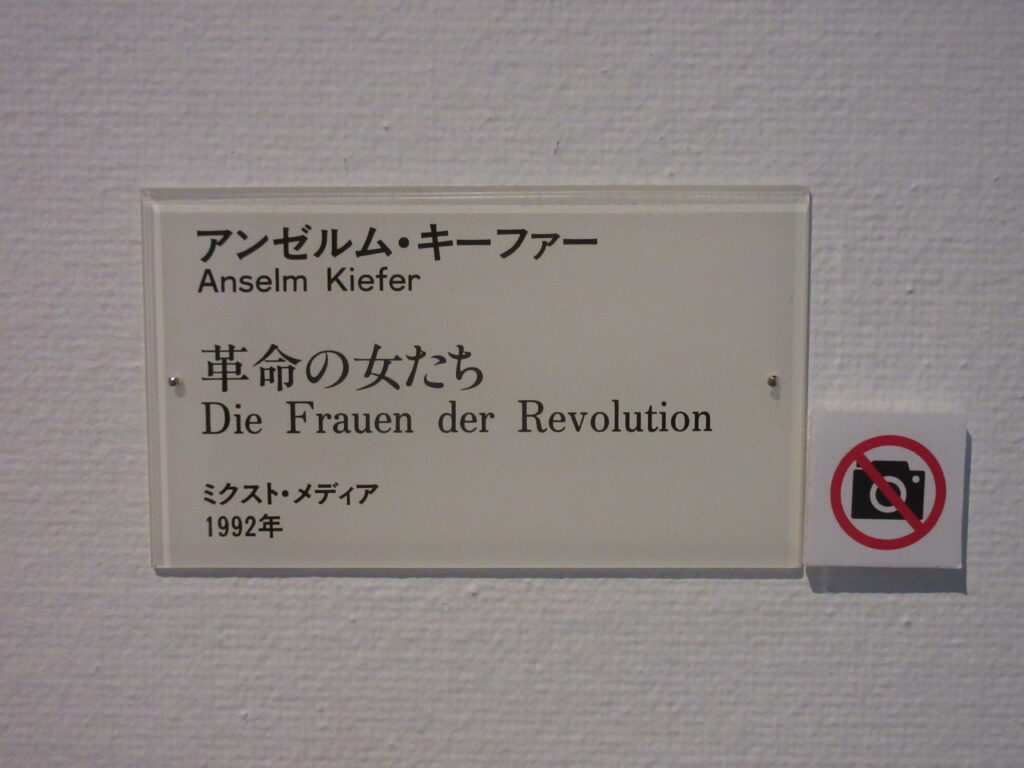 アンゼルム・キーファー
Anselm Kiefer
革命の女たち
Die Frauen der Revolution
ミクスト・メディア
1992年